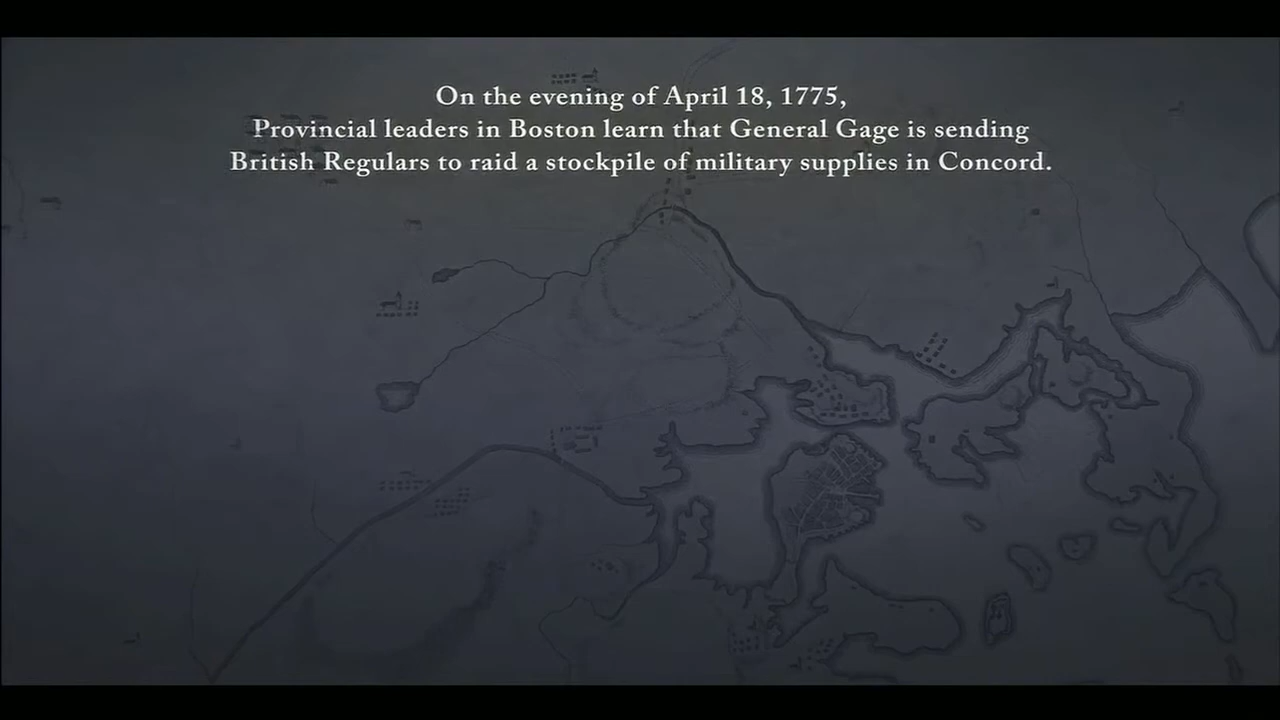 On the evening of April 18, 1775,
Provincial leaders in Boston learn that General Gage is sending
British Regulars to raid a stockpile of military supplies in Concord.